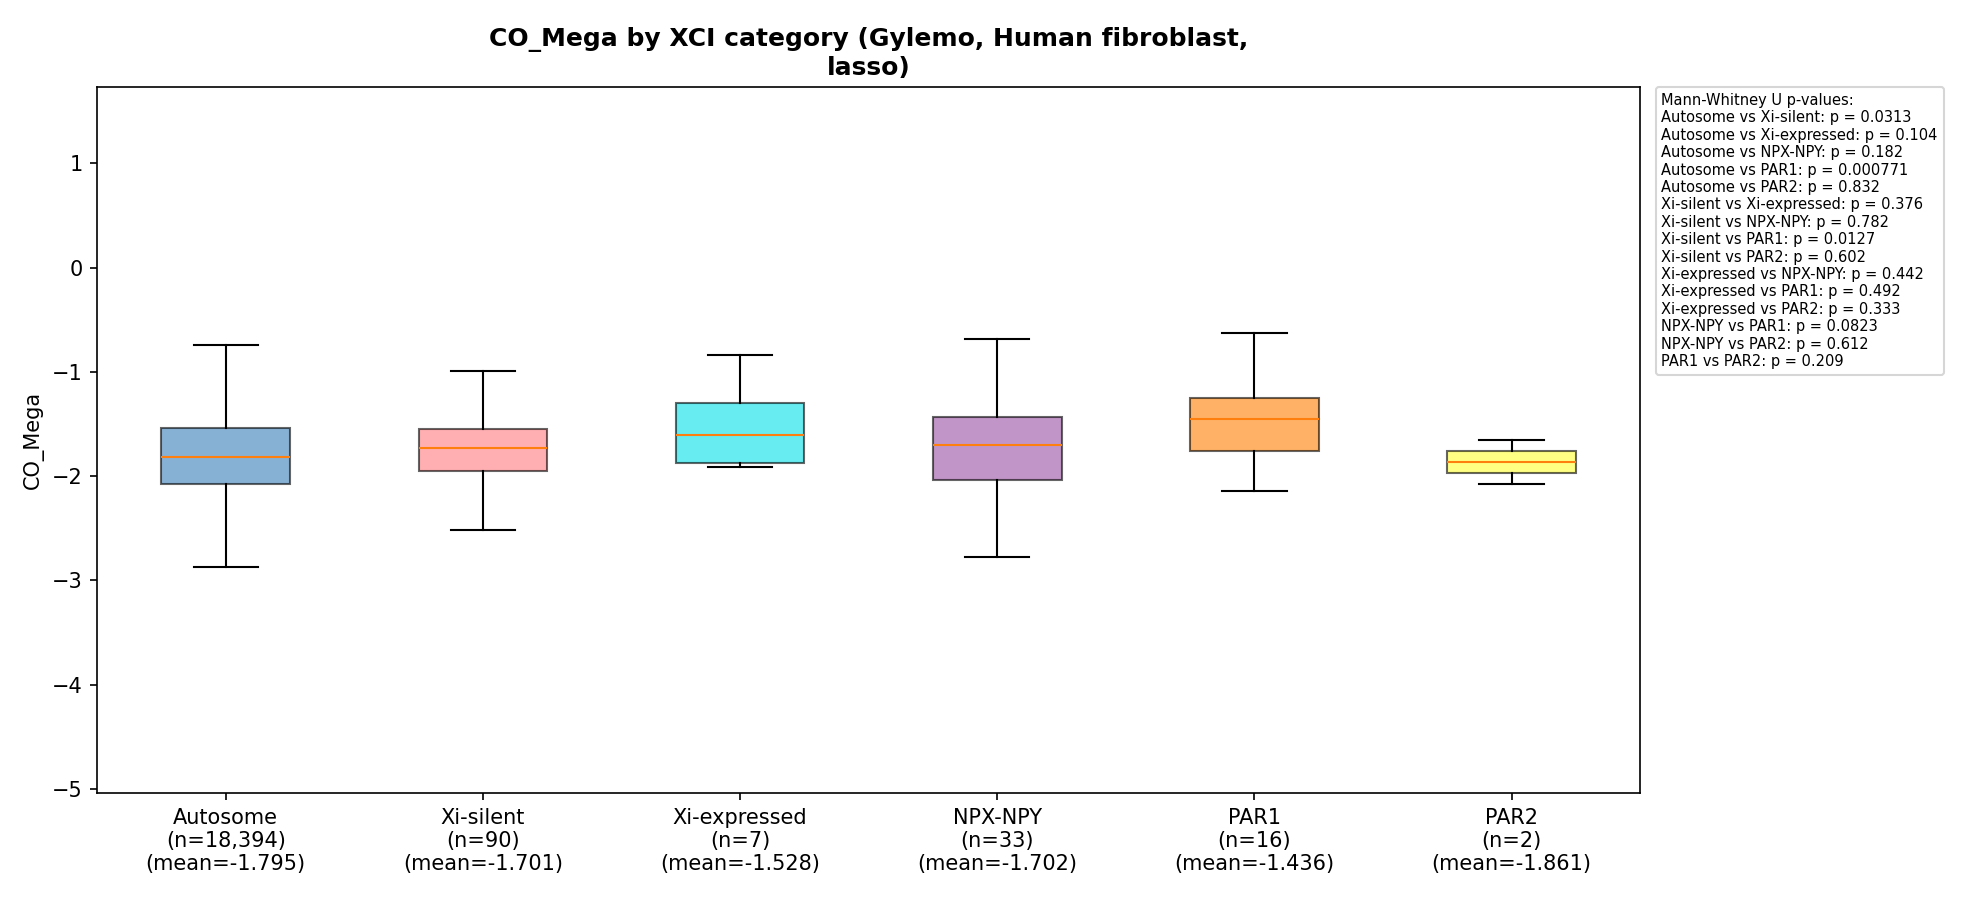 CO_Mega by XCI category (Gylemo, Human fibroblast,
lasso)
CO_Mega
1
0
−1
−2
−3
−4
−5
Autosome
(n=18,394)
(mean=-1.795)
Xi-silent
(n=90)
(mean=-1.701)
Xi-expressed
(n=7)
(mean=-1.528)
NPX-NPY
(n=33)
(mean=-1.702)
PAR1
(n=16)
(mean=-1.436)
PAR2
(n=2)
(mean=-1.861)
Mann-Whitney U p-values:
Autosome vs Xi-silent: p = 0.0313
Autosome vs Xi-expressed: p = 0.104
Autosome vs NPX-NPY: p = 0.182
Autosome vs PAR1: p = 0.000771
Autosome vs PAR2: p = 0.832
Xi-silent vs Xi-expressed: p = 0.376
Xi-silent vs NPX-NPY: p = 0.782
Xi-silent vs PAR1: p = 0.0127
Xi-silent vs PAR2: p = 0.602
Xi-expressed vs NPX-NPY: p = 0.442
Xi-expressed vs PAR1: p = 0.492
Xi-expressed vs PAR2: p = 0.333
NPX-NPY vs PAR1: p = 0.0823
NPX-NPY vs PAR2: p = 0.612
PAR1 vs PAR2: p = 0.209